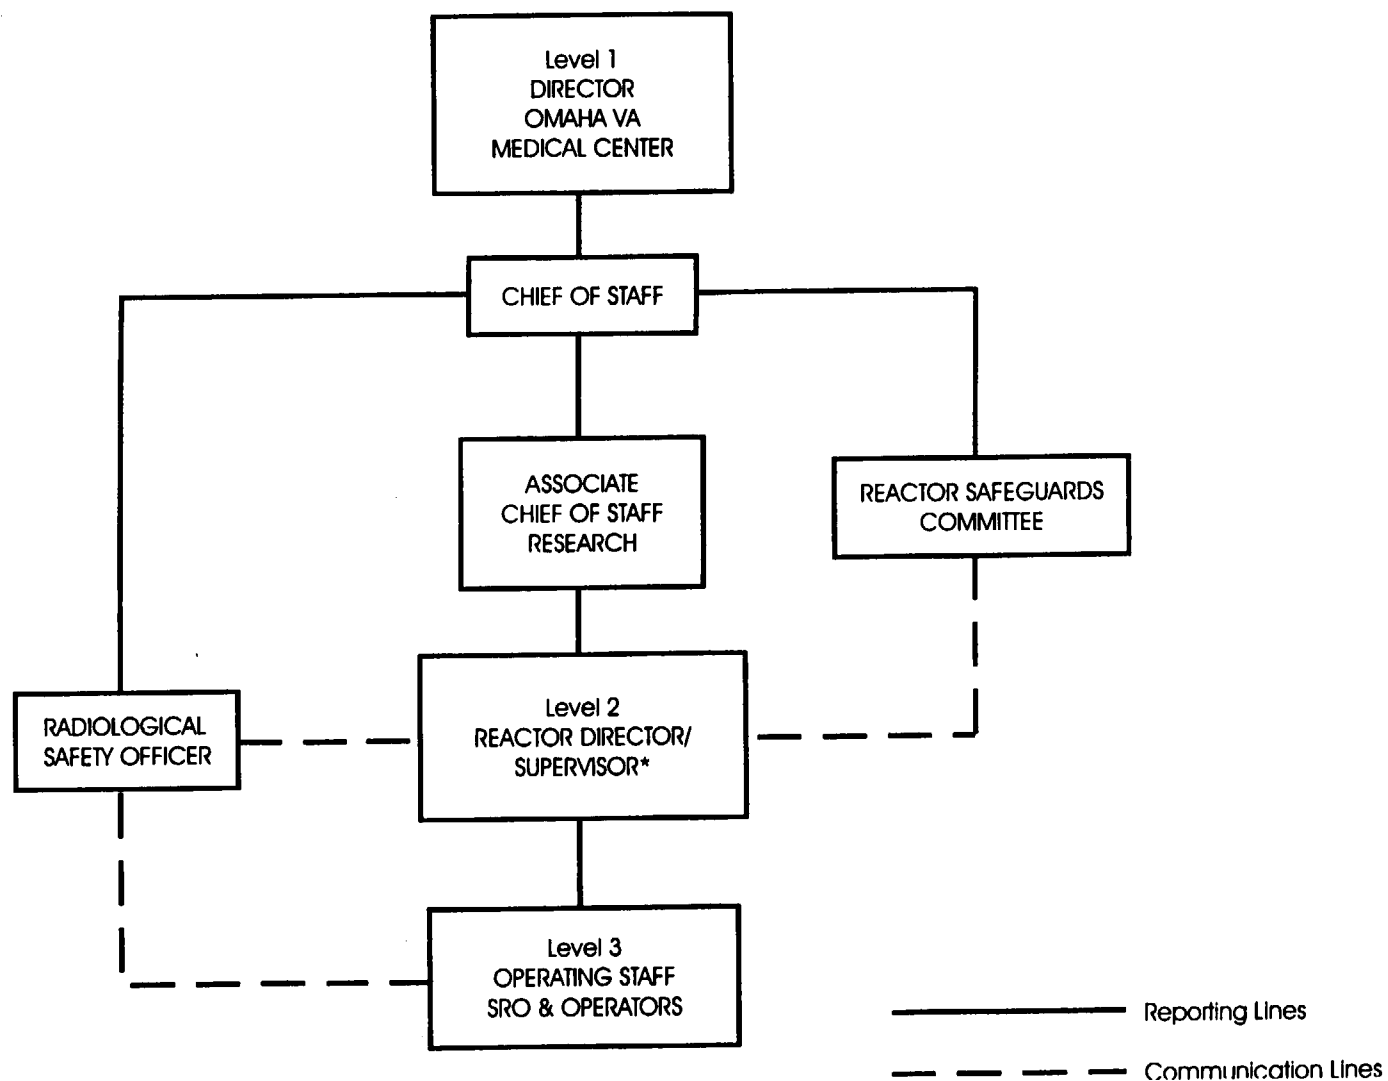 Level 1
DIRECTOR
OMAHA VA
MEDICAL CENTER
CHIEF OF STAFF
ASSOCIATE
CHIEF OF STAFF
RESEARCH
REACTOR SAFEGUARDS
COMMITTEE
RADIOLOGICAL
SAFETY OFFICER
Level 2
REACTOR DIRECTOR/
SUPERVISOR*
Level 3
OPERATING STAFF
SRO & OPERATORS
Reporting Lines
Communication Lines